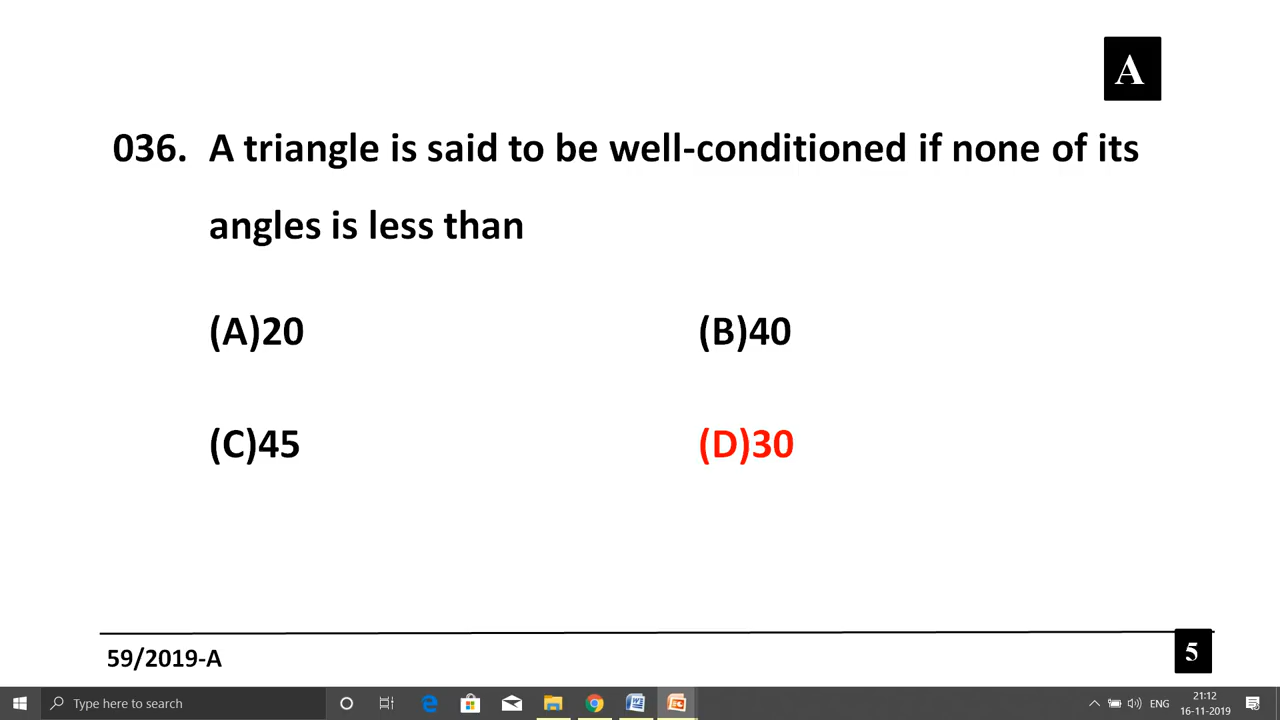 A
036. A triangle is said to be well-conditioned if none of its
angles is less than
(A)20 (B)40
(C)45 (D)30
59/2019-A 5
Type here to search ENG 21:12
16-11-2019